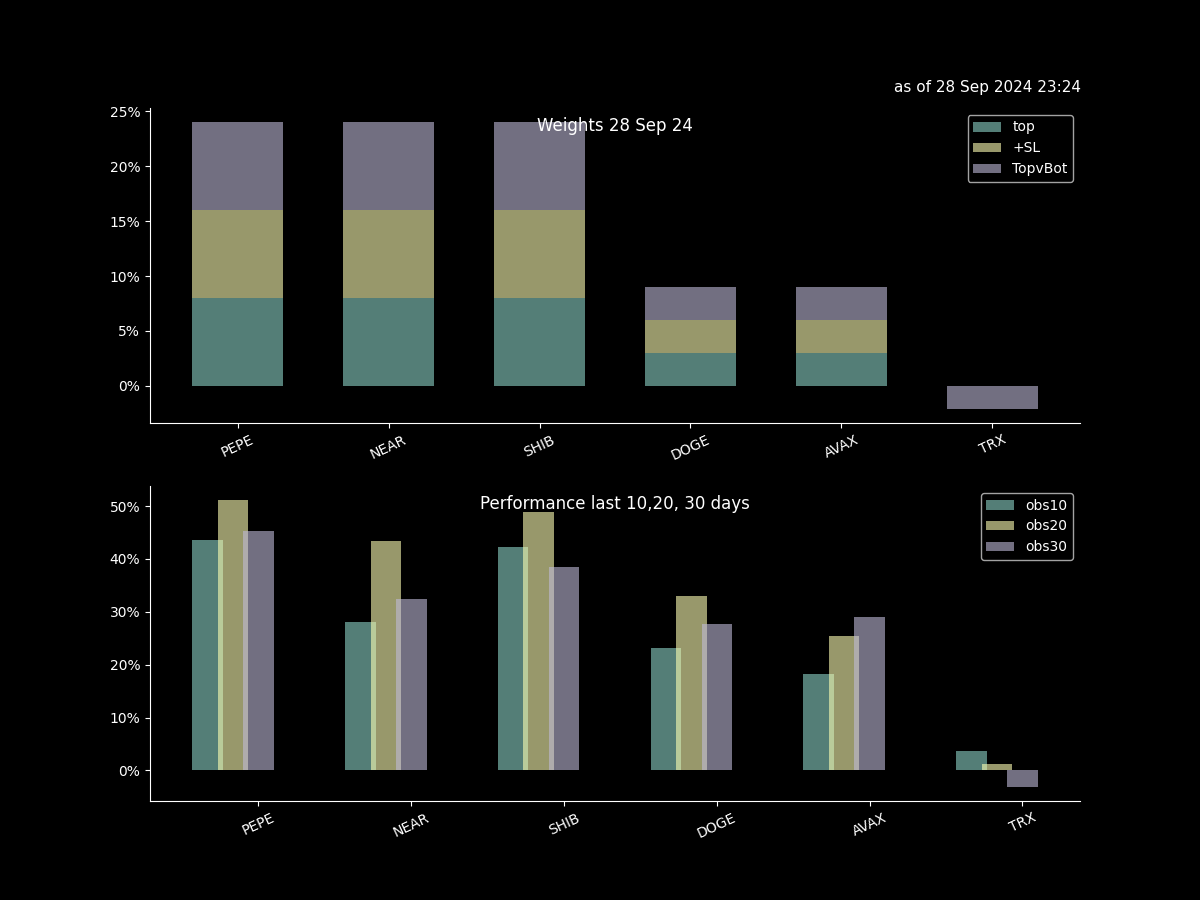 as of 28 Sep 2024 23:24
Weights 28 Sep 24
top
+SL
TopvBot
25%
20%
15%
10%
5%
0%
PEPE NEAR SHIB DOGE AVAX TRX
Performance last 10,20, 30 days
obs10
obs20
obs30
50%
40%
30%
20%
10%
0%
PEPE NEAR SHIB DOGE AVAX TRX